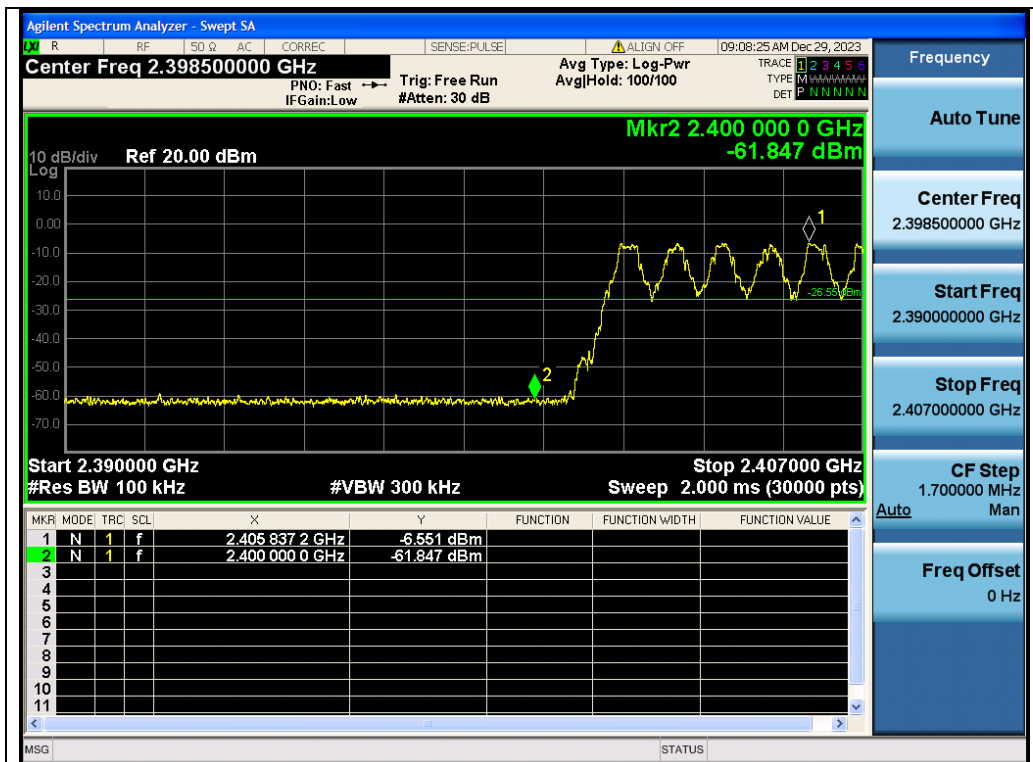 Agilent Spectrum Analyzer - Swept SA
LXI R RF 50 Ω AC CORREC SENSE:PULSE ALIGN OFF 09:08:25 AM Dec 29, 2023
Center Freq 2.398500000 GHz
PNO: Fast
IFGain:Low
Trig: Free Run
#Atten: 30 dB
Avg Type: Log-Pwr
Avg|Hold: 100/100
TRACE 1 2 3 4 5 6
TYPE M
DET P N N N N N
Mkr2 2.400 000 0 GHz
-61.847 dBm
10 dB/div Ref 20.00 dBm
Log
10.0
0.00
-10.0
-20.0
-30.0
-40.0
-50.0
-60.0
-70.0
1
-26.55 dBm
2
Start 2.390000 GHz Stop 2.407000 GHz
#Res BW 100 kHz #VBW 300 kHz Sweep 2.000 ms (30000 pts)
MKR MODE TRC SCL X Y FUNCTION FUNCTION WIDTH FUNCTION VALUE
1 N 1 f 2.405 837 2 GHz -6.551 dBm
2 N 1 f 2.400 000 0 GHz -61.847 dBm
3
4
5
6
7
8
9
10
11
MSG STATUS
Frequency
Auto Tune
Center Freq
2.398500000 GHz
Start Freq
2.390000000 GHz
Stop Freq
2.407000000 GHz
CF Step
1.700000 MHz
Auto Man
Freq Offset
0 Hz